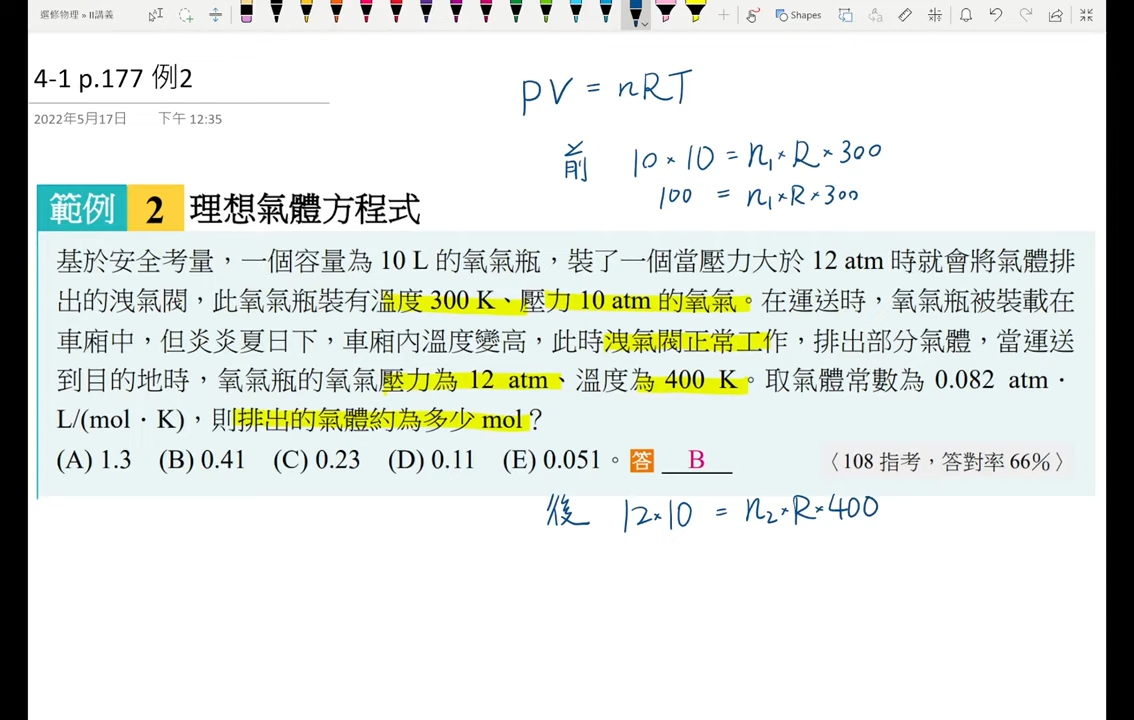 選修物理 » II講義
Shapes
4-1 p.177 例2
2022年5月17日 下午 12:35
PV = nRT
前 10×10 = n₁×R×300
100 = n₁×R×300
範例 2 理想氣體方程式
基於安全考量，一個容量為 10 L 的氧氣瓶，裝了一個當壓力大於 12 atm 時就會將氣體排
出的洩氣閥，此氧氣瓶裝有溫度 300 K、壓力 10 atm 的氧氣。在運送時，氧氣瓶被裝載在
車廂中，但炎炎夏日下，車廂內溫度變高，此時洩氣閥正常工作，排出部分氣體，當運送
到目的地時，氧氣瓶的氧氣壓力為 12 atm、溫度為 400 K。取氣體常數為 0.082 atm・
L/(mol・K)，則排出的氣體約為多少 mol？
(A) 1.3 (B) 0.41 (C) 0.23 (D) 0.11 (E) 0.051。答 B 〈108 指考，答對率 66%〉
後 12×10 = n₂×R×400